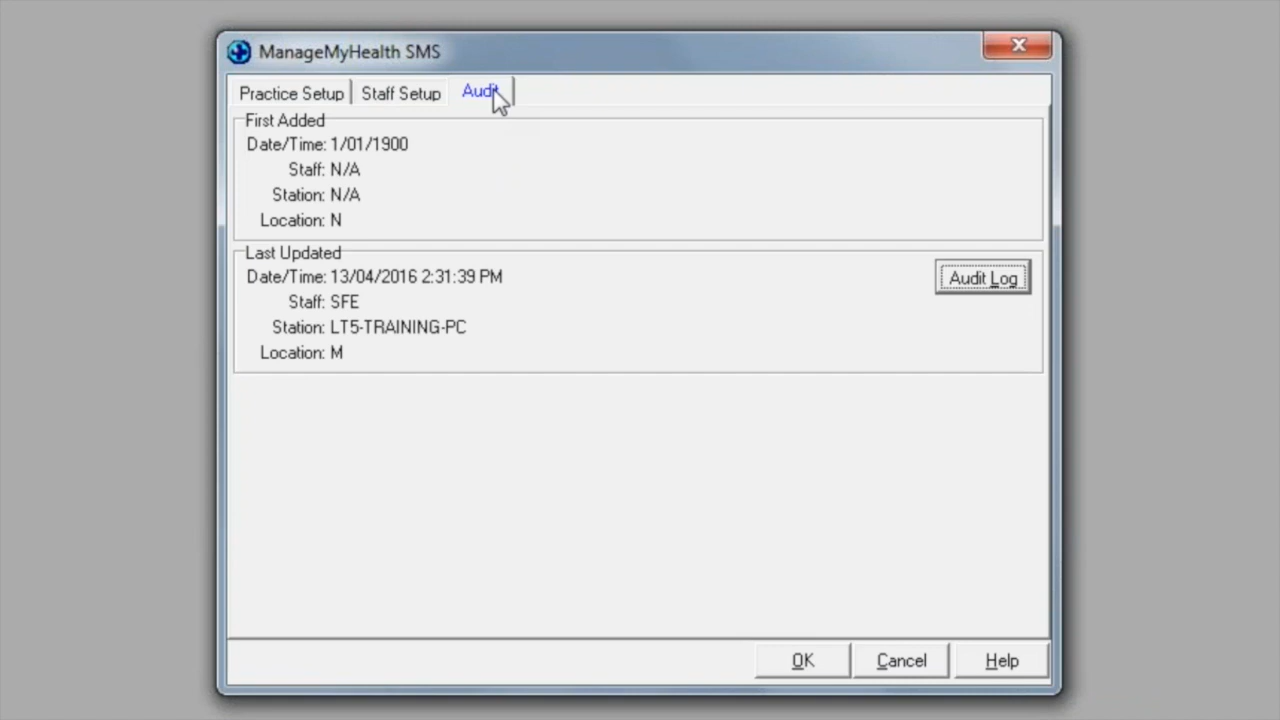 ManageMyHealth SMS
Practice Setup Staff Setup Audit
First Added
Date/Time: 1/01/1900
Staff: N/A
Station: N/A
Location: N
Last Updated
Date/Time: 13/04/2016 2:31:39 PM
Audit Log
Staff: SFE
Station: LT5-TRAINING-PC
Location: M
OK Cancel Help